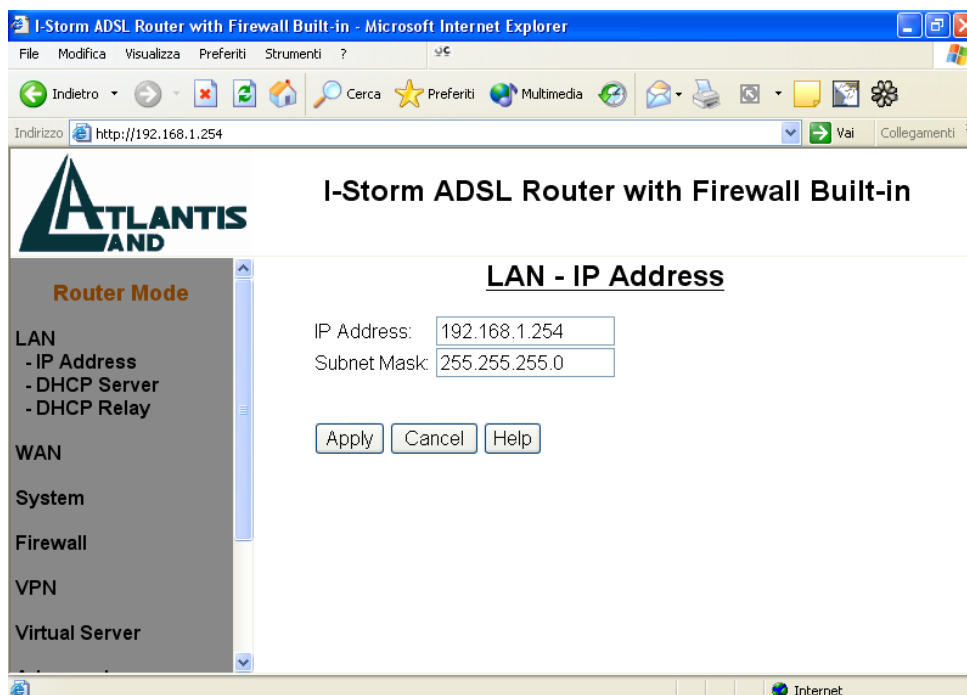 I-Storm ADSL Router with Firewall Built-in - Microsoft Internet Explorer
File Modifica Visualizza Preferiti Strumenti ?
Indietro Cerca Preferiti Multimedia
Indirizzo http://192.168.1.254 Vai Collegamenti
ATLANTIS
LAND
I-Storm ADSL Router with Firewall Built-in
Router Mode
LAN
- IP Address
- DHCP Server
- DHCP Relay
WAN
System
Firewall
VPN
Virtual Server
LAN - IP Address
IP Address: 192.168.1.254
Subnet Mask: 255.255.255.0
Apply Cancel Help
Internet